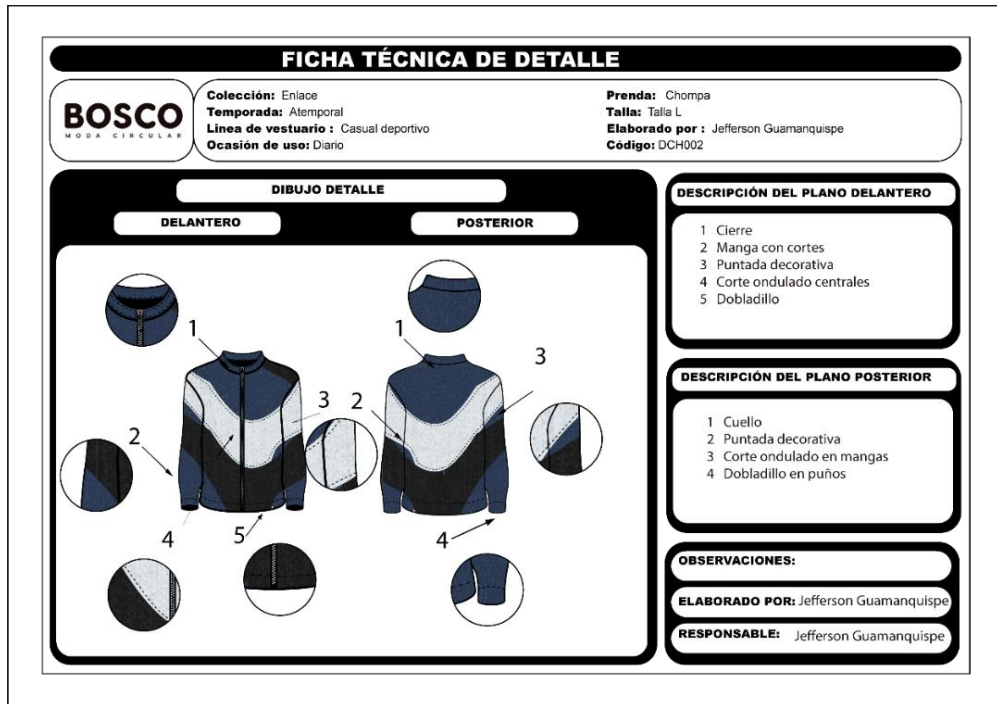 FICHA TÉCNICA DE DETALLE
BOSCO
MODA CIRCULAR
Colección: Enlace
Temporada: Atemporal
Linea de vestuario : Casual deportivo
Ocasión de uso: Diario
Prenda: Chompa
Talla: Talla L
Elaborado por : Jefferson Guamanquispe
Código: DCH002
DIBUJO DETALLE
DELANTERO
POSTERIOR
1
2
3
4
5
1
2
3
4
DESCRIPCIÓN DEL PLANO DELANTERO
1 Cierre
2 Manga con cortes
3 Puntada decorativa
4 Corte ondulado centrales
5 Dobladillo
DESCRIPCIÓN DEL PLANO POSTERIOR
1 Cuello
2 Puntada decorativa
3 Corte ondulado en mangas
4 Dobladillo en puños
OBSERVACIONES:
ELABORADO POR: Jefferson Guamanquispe
RESPONSABLE: Jefferson Guamanquispe